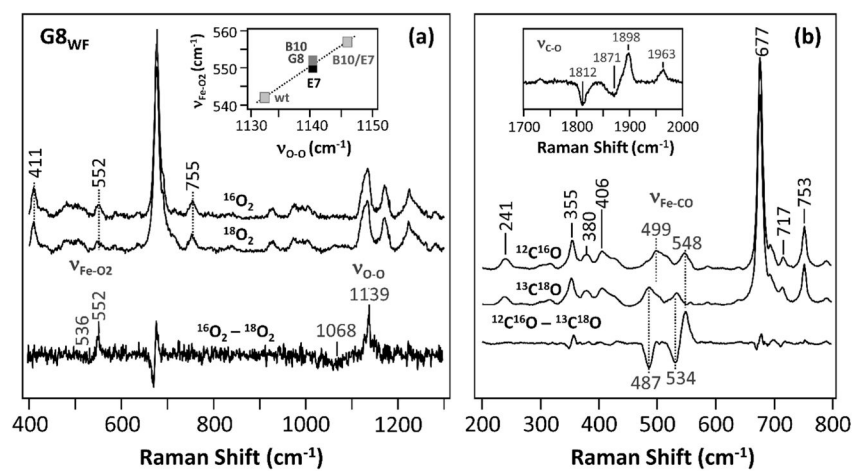 G8WF
(a)
560
550
540
νFe-O2 (cm-1)
B10
G8
B10/E7
E7
wt
1130
1140
1150
νO-O (cm-1)
411
552
677
755
16O2
18O2
νFe-O2
552
536
16O2 – 18O2
νO-O
1139
1068
400
600
800
1000
1200
Raman Shift (cm-1)
(b)
νC-O
1898
1871
1963
1812
1700
1800
1900
2000
Raman Shift (cm-1)
677
241
355
380
406
νFe-CO
499
548
717
753
12C16O
13C18O
12C16O – 13C18O
487
534
200
300
400
500
600
700
800
Raman Shift (cm-1)